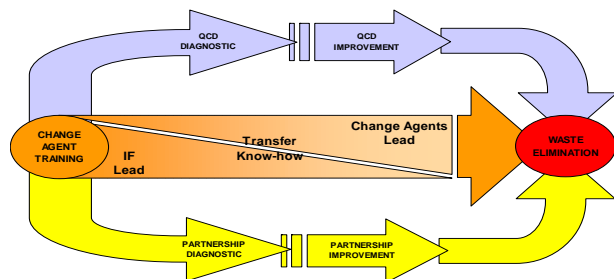 QCD
DIAGNOSTIC
QCD
IMPROVEMENT
CHANGE
AGENT
TRAINING
IF
Lead
Transfer
Know-how
Change Agents
Lead
WASTE
ELIMINATION
PARTNERSHIP
DIAGNOSTIC
PARTNERSHIP
IMPROVEMENT